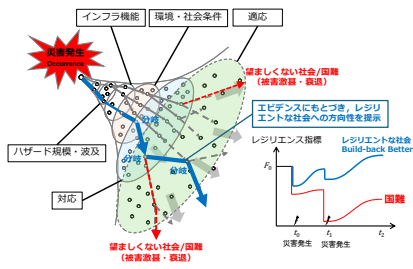 インフラ機能
環境・社会条件
適応
災害発生
Occurrence
望ましくない社会/国難
(被害激甚・衰退)
分岐
エビデンスにもとづき、レジリ
エントな社会への方向性を提示
ハザード規模・波及
分岐
分岐
レジリエンス指標
レジリエントな社会
Build-back Better
F₀
対応
国難
望ましくない社会/国難
(被害激甚・衰退)
t₀
t₁
t₂
災害発生
災害発生